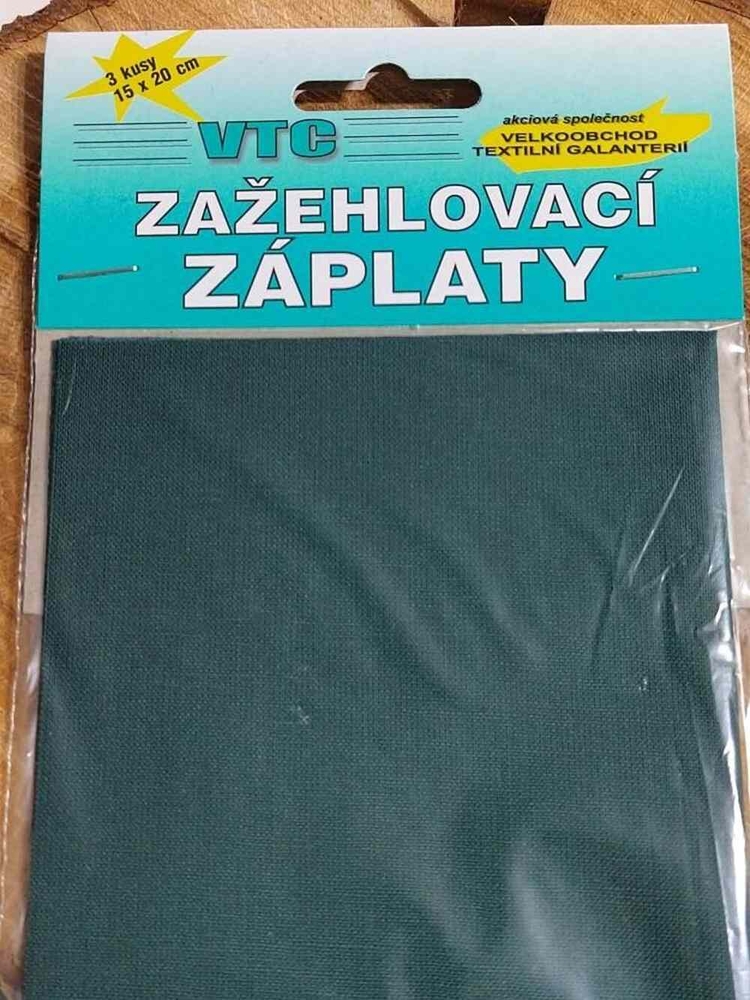 3 kusy
15 x 20 cm
VTC
akciová společnost
VELKOOBCHOD
TEXTILNÍ GALANTERIÍ
ZAŽEHLOVACÍ
ZÁPLATY